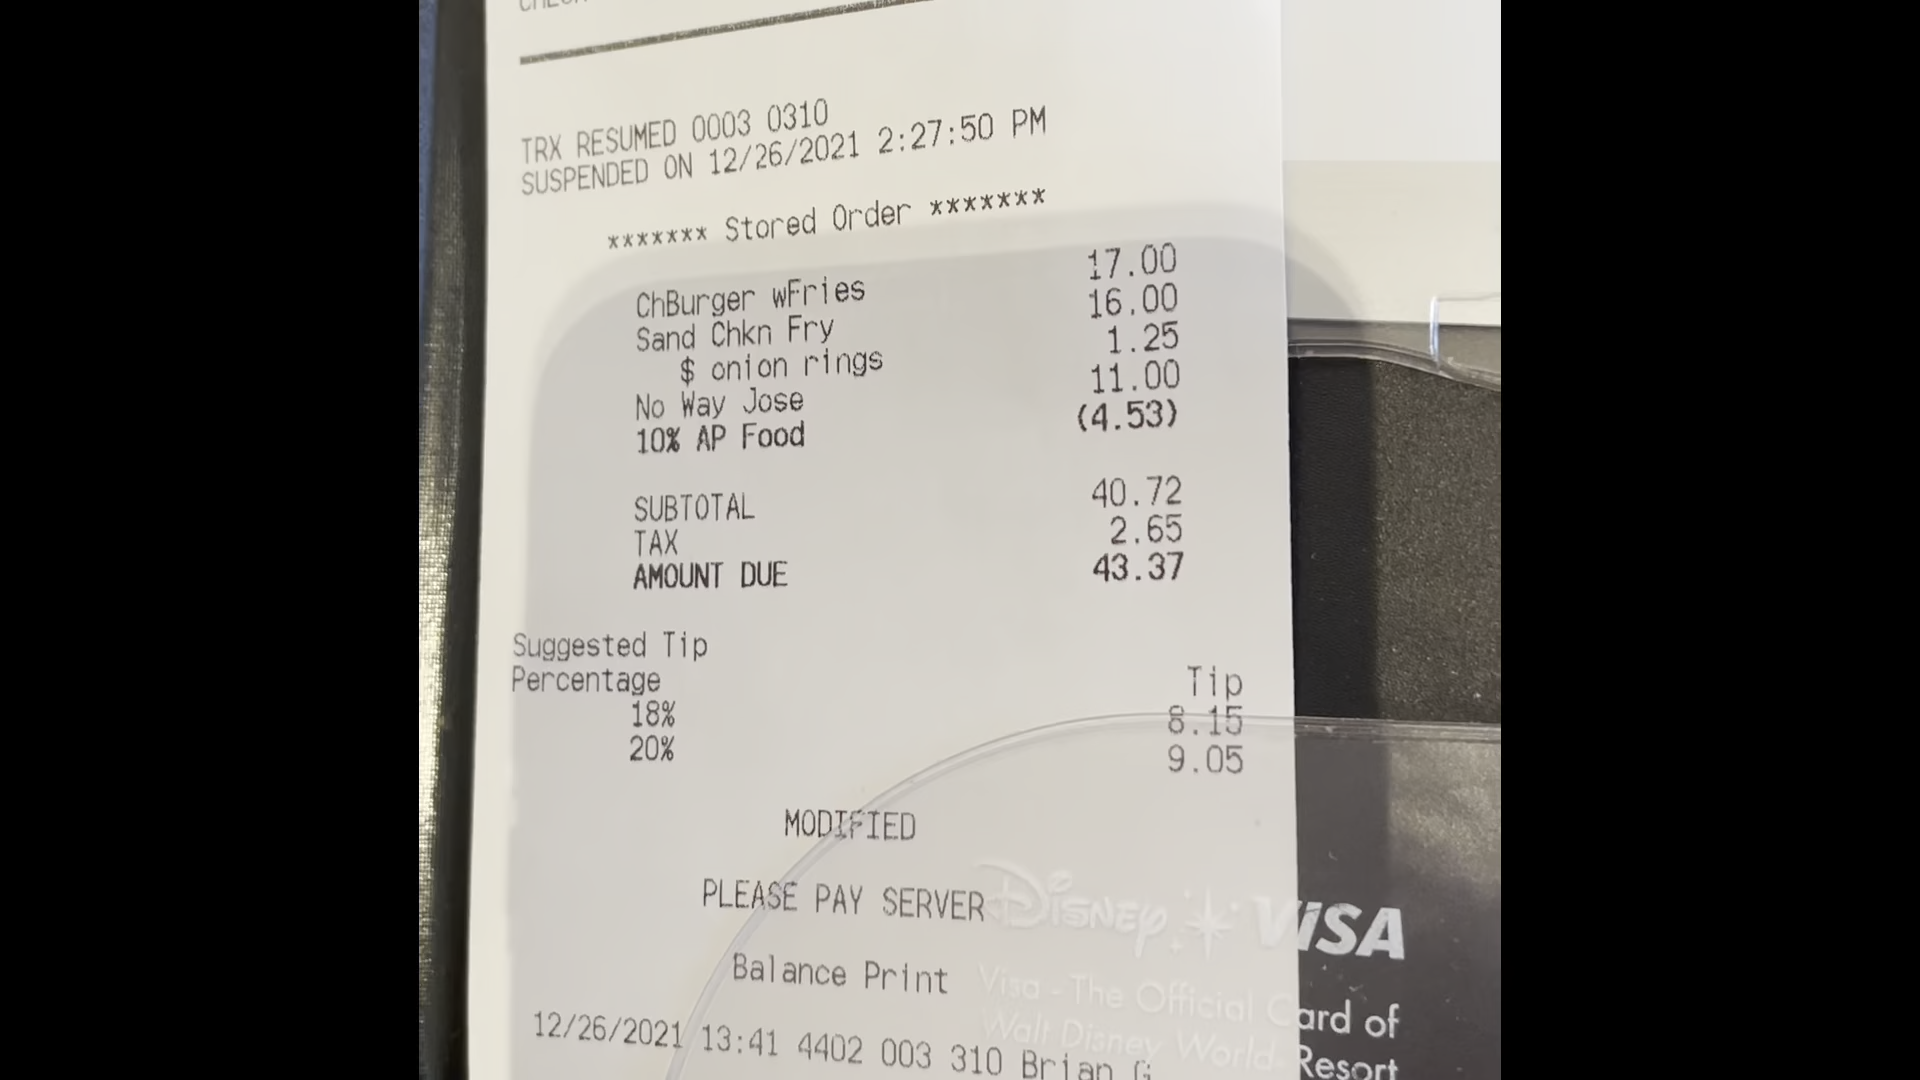 TRX RESUMED 0003 0310
SUSPENDED ON 12/26/2021 2:27:50 PM
******* Stored Order *******
ChBurger wFries 17.00
Sand Chkn Fry 16.00
$ onion rings 1.25
No Way Jose 11.00
10% AP Food (4.53)
SUBTOTAL 40.72
TAX 2.65
AMOUNT DUE 43.37
Suggested Tip
Percentage Tip
18% 8.15
20% 9.05
MODIFIED
PLEASE PAY SERVER
Balance Print
12/26/2021 13:41 4402 003 310 Brian G
Disney VISA
Visa - The Official Card of
Walt Disney World Resort